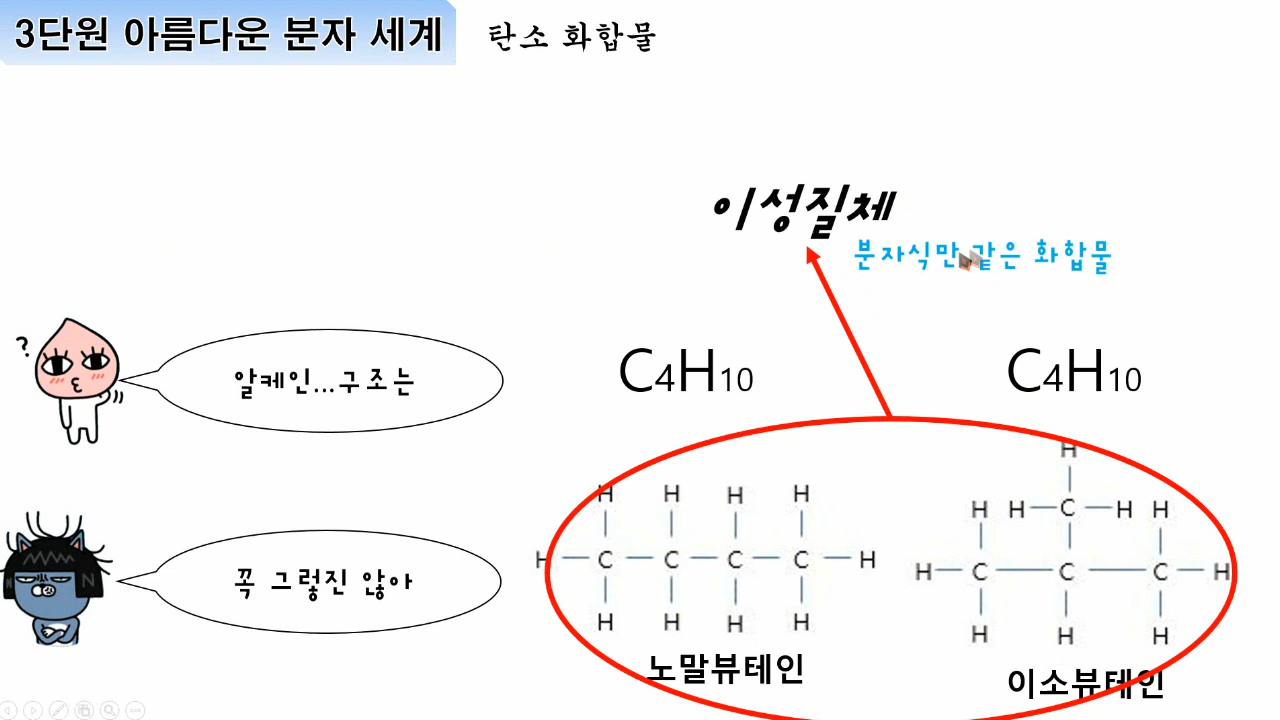 3단원 아름다운 분자 세계 탄소 화합물
이성질체
분자식만 같은 화합물
?
알케인...구조는
C4H10 C4H10
꼭 그렇진 않아
N
H
H H H H H H C H H
H C C C C H H C C C H
H H H H H H H
노말뷰테인 이소뷰테인